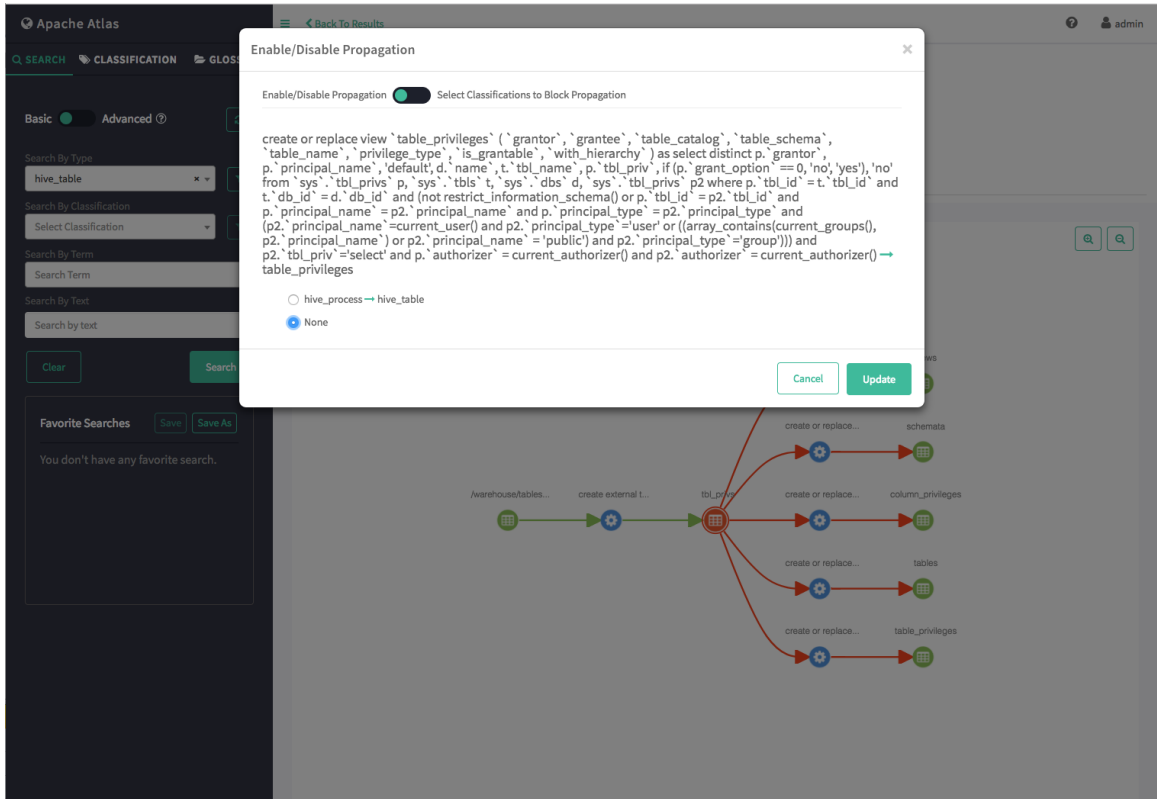 Apache Atlas
Back To Results
admin
SEARCH CLASSIFICATION GLOSS
Basic Advanced
Search By Type
hive_table
Search By Classification
Select Classification
Search By Term
Search Term
Search By Text
Search by text
Clear Search
Favorite Searches Save Save As
You don't have any favorite search.
Enable/Disable Propagation ×
Enable/Disable Propagation Select Classifications to Block Propagation
create or replace view `table_privileges` ( `grantor`, `grantee`, `table_catalog`, `table_schema`,
`table_name`, `privilege_type`, `is_grantable`, `with_hierarchy` ) as select distinct p.`grantor`,
p.`principal_name`, 'default', d.`name`, t.`tbl_name`, p.`tbl_priv`, if (p.`grant_option` == 0, 'no', 'yes'), 'no'
from `sys`.`tbl_privs` p, `sys`.`tbls` t, `sys`.`dbs` d, `sys`.`tbl_privs` p2 where p.`tbl_id` = t.`tbl_id` and
t.`db_id` = d.`db_id` and (not restrict_information_schema() or p.`tbl_id` = p2.`tbl_id` and
p.`principal_name` = p2.`principal_name` and p.`principal_type` = p2.`principal_type` and
(p2.`principal_name`=current_user() and p2.`principal_type`='user' or ((array_contains(current_groups(),
p2.`principal_name`) or p2.`principal_name` = 'public') and p2.`principal_type`='group'))) and
p2.`tbl_priv`='select' and p.`authorizer` = current_authorizer() and p2.`authorizer` = current_authorizer() →
table_privileges
hive_process → hive_table
None
Cancel Update
ws
create or replace... schemata
/warehouse/tables... create external t... tbl_privs create or replace... column_privileges
create or replace... tables
create or replace... table_privileges